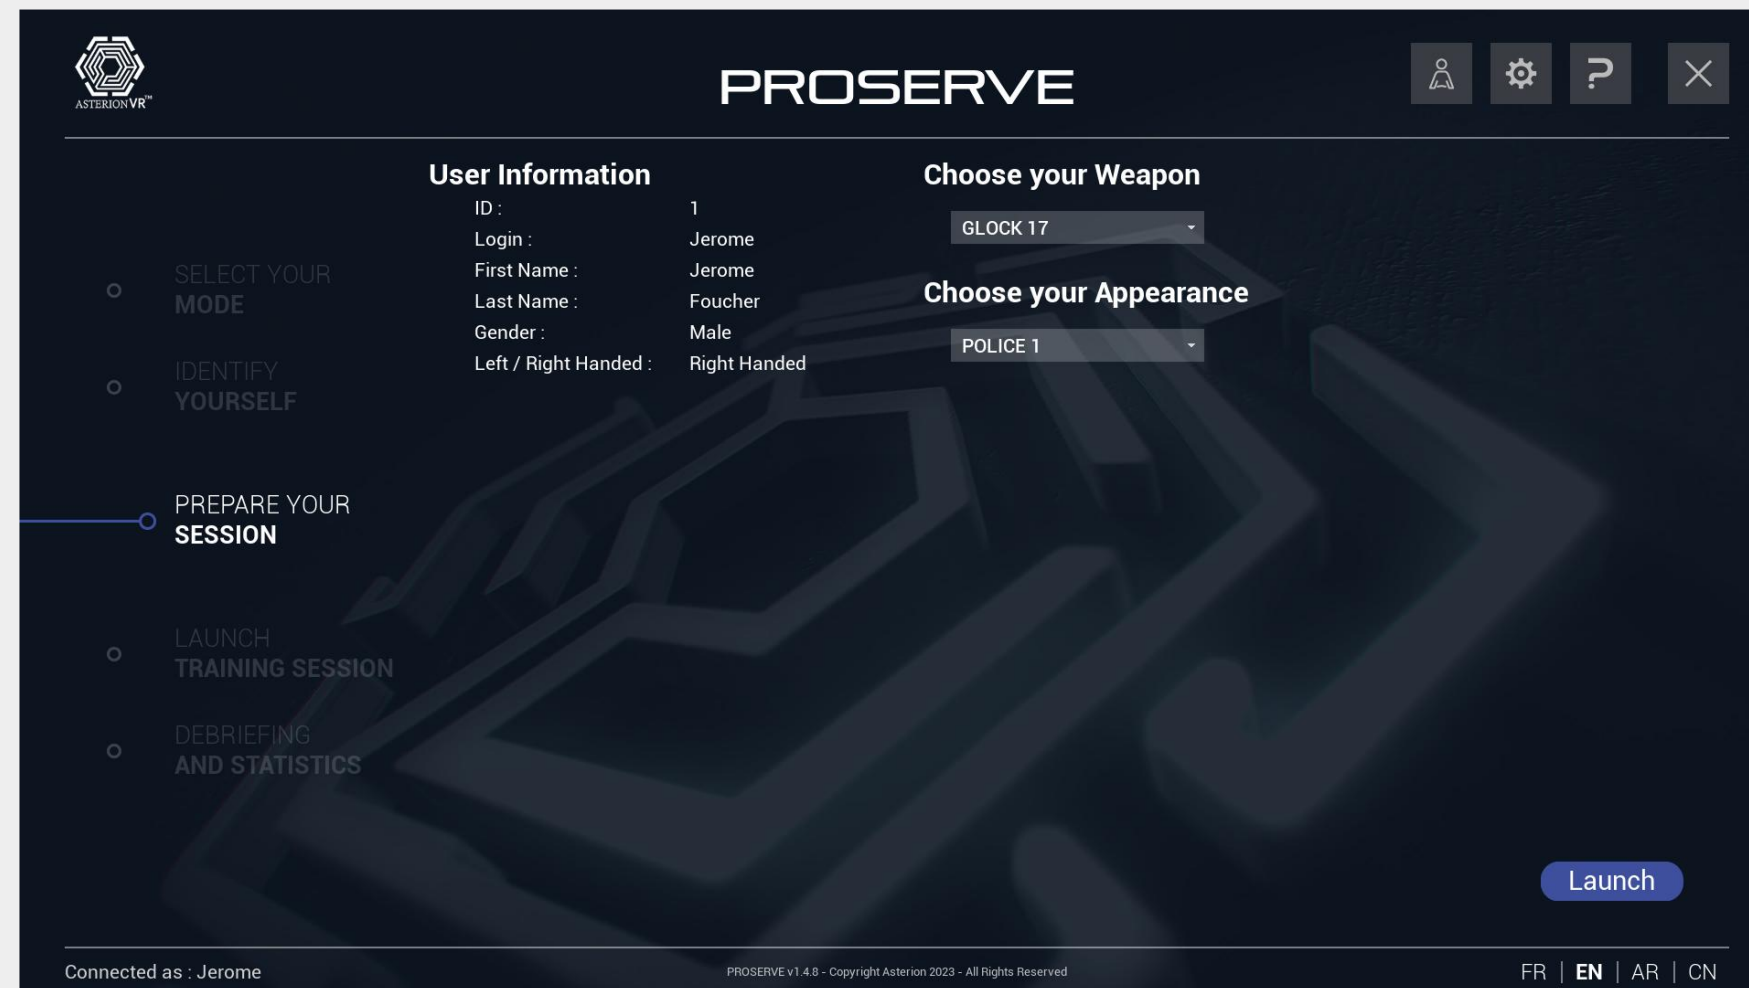 ASTERION VR™
PROSERVE
User Information
ID : 1
Login : Jerome
First Name : Jerome
Last Name : Foucher
Gender : Male
Left / Right Handed : Right Handed
Choose your Weapon
GLOCK 17
Choose your Appearance
POLICE 1
SELECT YOUR
MODE
IDENTIFY
YOURSELF
PREPARE YOUR
SESSION
LAUNCH
TRAINING SESSION
DEBRIEFING
AND STATISTICS
Launch
Connected as : Jerome
PROSERVE v1.4.8 - Copyright Asterion 2023 - All Rights Reserved
FR | EN | AR | CN